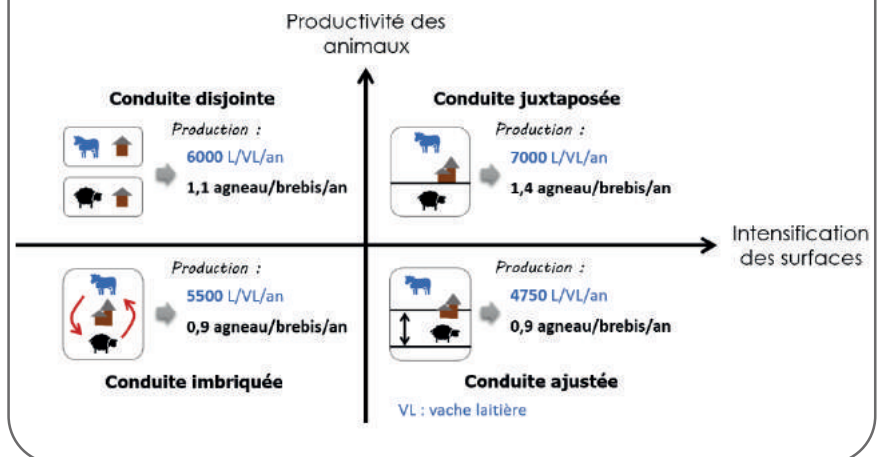 Productivité des
animaux
Conduite disjointe
Production :
6000 L/VL/an
1,1 agneau/brebis/an
Conduite juxtaposée
Production :
7000 L/VL/an
1,4 agneau/brebis/an
Intensification
des surfaces
Production :
5500 L/VL/an
0,9 agneau/brebis/an
Conduite imbriquée
Production :
4750 L/VL/an
0,9 agneau/brebis/an
Conduite ajustée
VL : vache laitière